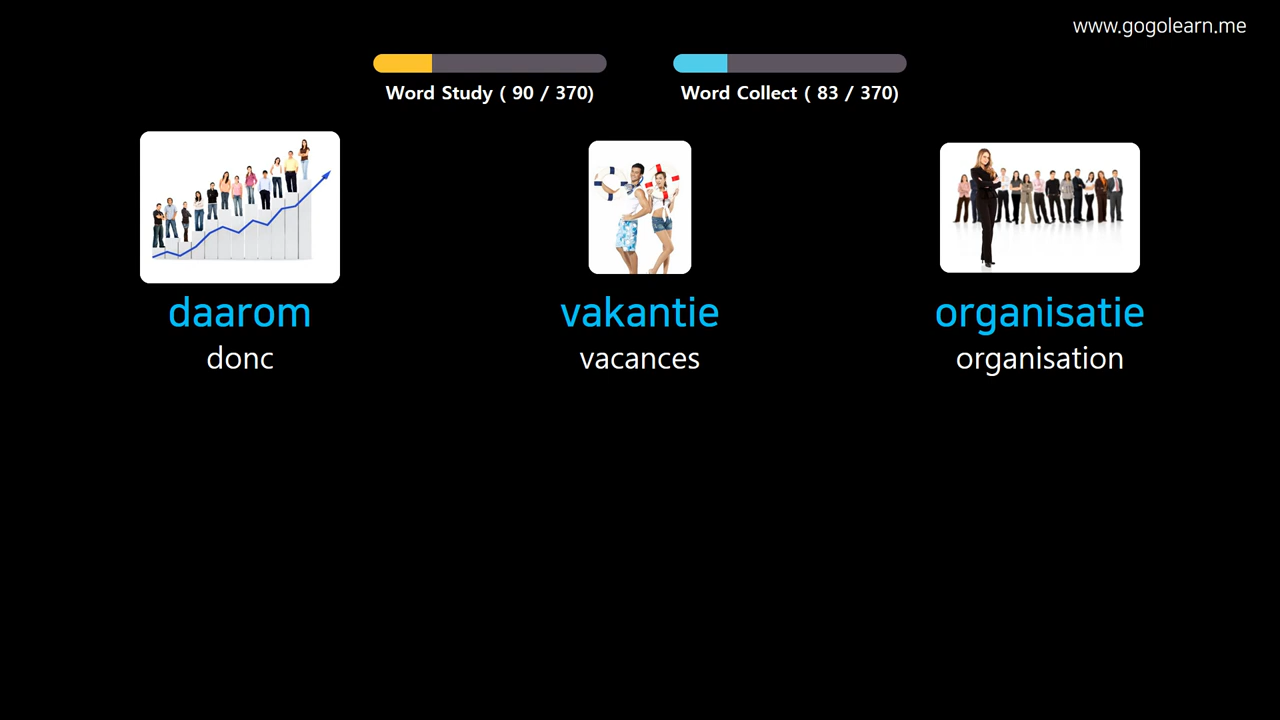 www.gogolearn.me
Word Study ( 90 / 370)
Word Collect ( 83 / 370)
daarom
donc
vakantie
vacances
organisatie
organisation